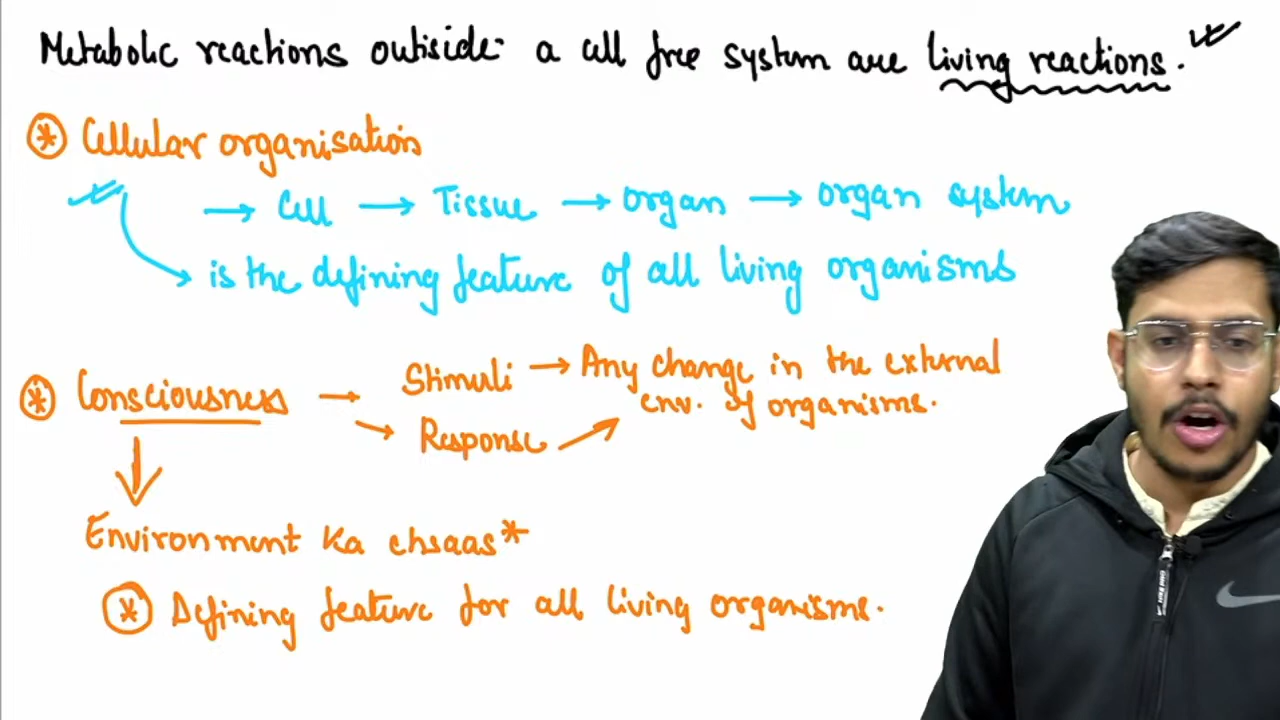 Metabolic reactions outiside a cell free system are living reactions.
* Cellular organisation
→ Cell → Tissue → organ → organ system
is the defining feature of all living organisms
* Consciousness → Stimuli → Any change in the external
env. of organisms.
→ Response
Environment Ka ehsaas*
* Defining feature for all living organisms.